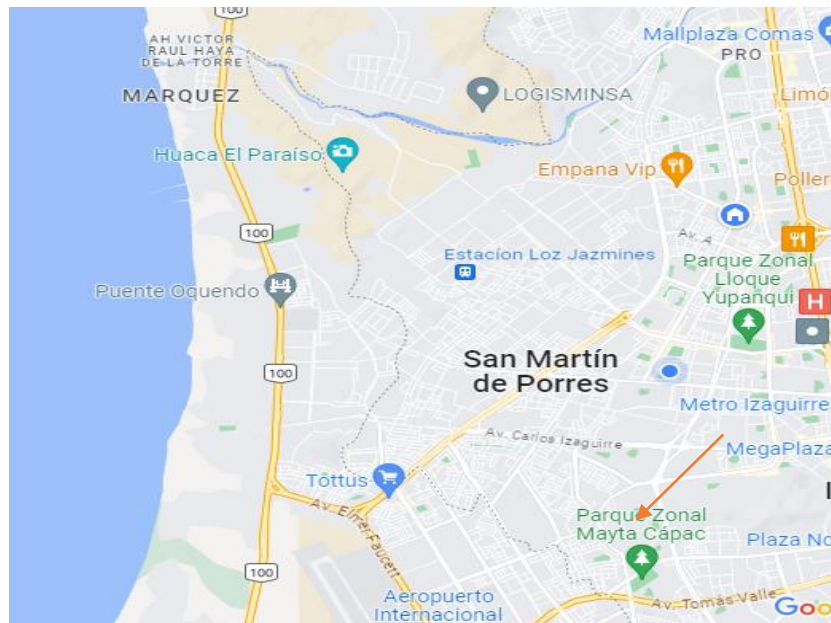 100
AH VICTOR
RAUL HAYA
DE LA TORRE
MARQUEZ
Mallplaza Comas
PRO
LOGISMINSA
Limó
Huaca El Paraíso
Empana Vip
Poller
100
Av. A
Estacíon Loz Jazmines
Parque Zonal
Lloque
Yupanqui
H
Puente Oquendo
San Martín
de Porres
100
Metro Izaguirre
Av. Carlos Izaguirre
MegaPlaza
Tottus
I
Av. Elmer Faucett
Parque Zonal
Mayta Cápac
Plaza No
100
Aeropuerto
Internacional
Av. Tomás Valle
Goo